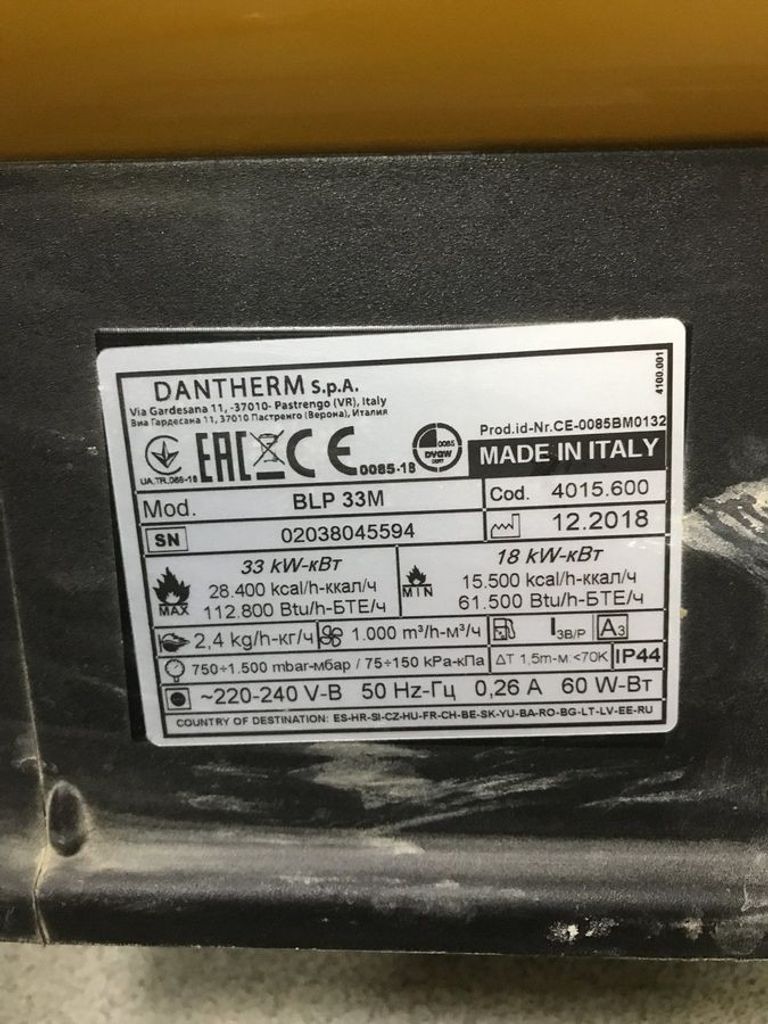 4100.001
DANTHERM S.p.A.
Via Gardesana 11, -37010- Pastrengo (VR), Italy
Виа Гардесана 11, 37010 Пастренго (Верона), Италия
Prod.id-Nr.CE-0085BM0132
UA.TR.066-18 EAC CE 0085-18 0085 DVGW CERT MADE IN ITALY
Mod. BLP 33M Cod. 4015.600
SN 02038045594 12.2018
33 kW-кВт 18 kW-кВт
28.400 kcal/h-ккал/ч 15.500 kcal/h-ккал/ч
MAX 112.800 Btu/h-БТЕ/ч MIN 61.500 Btu/h-БТЕ/ч
2,4 kg/h-кг/ч 1.000 m³/h-м³/ч I3B/P A3
750÷1.500 mbar-мбар / 75÷150 kPa-кПа ΔT 1,5m-м:<70K IP44
~220-240 V-В 50 Hz-Гц 0,26 A 60 W-Вт
COUNTRY OF DESTINATION: ES-HR-SI-CZ-HU-FR-CH-BE-SK-YU-BA-RO-BG-LT-LV-EE-RU